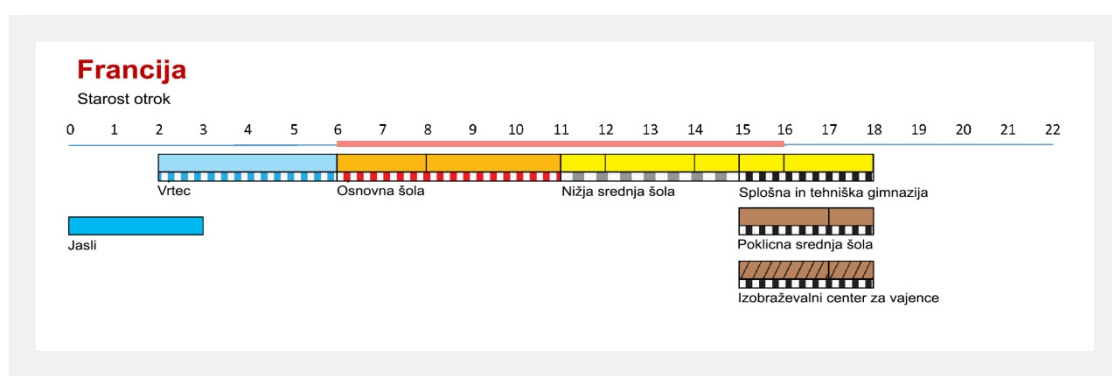 Francija
Starost otrok
0 1 2 3 4 5 6 7 8 9 10 11 12 13 14 15 16 17 18 19 20 21 22
Vrtec Osnovna šola Nižja srednja šola Splošna in tehniška gimnazija
Jasli Poklicna srednja šola
Izobraževalni center za vajence